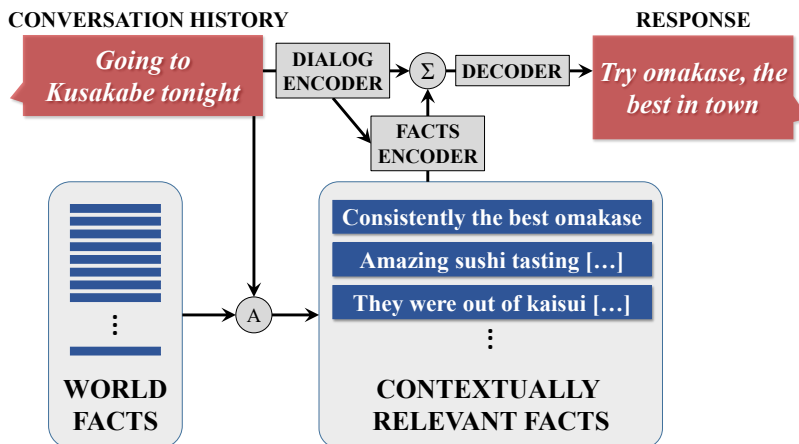 CONVERSATION HISTORY
RESPONSE
Going to
Kusakabe tonight
DIALOG
ENCODER
Σ
DECODER
Try omakase, the
best in town
FACTS
ENCODER
Consistently the best omakase
Amazing sushi tasting […]
They were out of kaisui […]
A
WORLD
FACTS
CONTEXTUALLY
RELEVANT FACTS